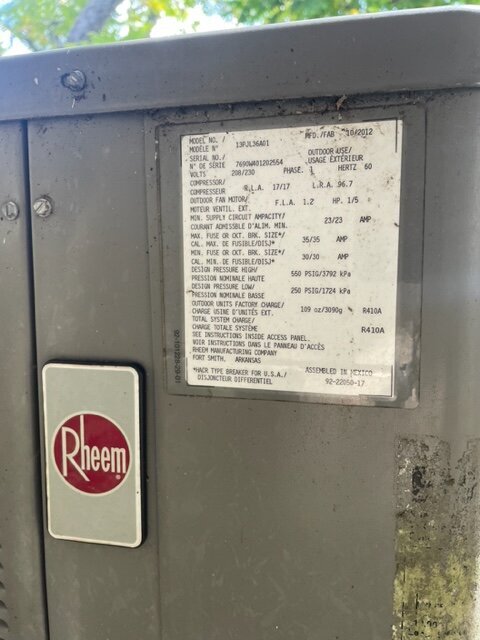 MODEL NO. / 13PJL36A01 MFD./FAB 10/2012
MODÈLE N°
SERIAL NO./ 7690W401202554 OUTDOOR USE/
N° DE SÉRIE USAGE EXTÉRIEUR
VOLTS 208/230 PHASE. 1 HERTZ 60
COMPRESSOR/ R.L.A. 17/17 L.R.A. 96.7
COMPRESSEUR
OUTDOOR FAN MOTOR/ F.L.A. 1.2 HP. 1/5
MOTEUR VENTIL. EXT.
MIN. SUPPLY CIRCUIT AMPACITY/ 23/23 AMP
COURANT ADMISSIBLE D'ALIM. MIN.
MAX. FUSE OR CKT. BRK. SIZE*/ 35/35 AMP
CAL. MAX. DE FUSIBLE/DISJ*
MIN. FUSE OR CKT. BRK. SIZE*/ 30/30 AMP
CAL. MIN. DE FUSIBLE/DISJ*
DESIGN PRESSURE HIGH/ 550 PSIG/3792 kPa
PRESSION NOMINALE HAUTE
DESIGN PRESSURE LOW/ 250 PSIG/1724 kPa
PRESSION NOMINALE BASSE
OUTDOOR UNITS FACTORY CHARGE/ 109 oz/3090g R410A
CHARGE USINE D'UNITÉS EXT.
TOTAL SYSTEM CHARGE/ R410A
CHARGE TOTALE SYSTÈME
SEE INSTRUCTIONS INSIDE ACCESS PANEL.
VOIR INSTRUCTIONS DANS LE PANNEAU D'ACCÈS
RHEEM MANUFACTURING COMPANY
FORT SMITH, ARKANSAS ASSEMBLED IN MEXICO
*HACR TYPE BREAKER FOR U.S.A./ 92-22050-17
DISJONCTEUR DIFFERENTIEL
92-101228-29-01
Rheem